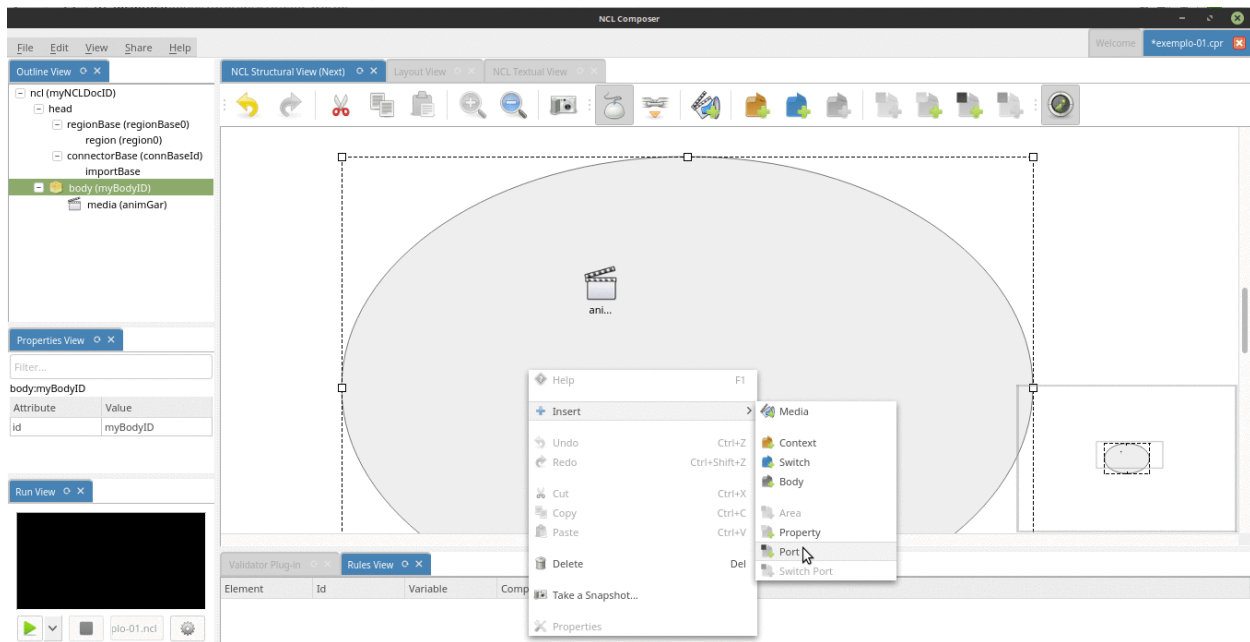 NCL Composer
File Edit View Share Help
Welcome
*exemplo-01.cpr
Outline View
ncl (myNCLDocID)
head
regionBase (regionBase0)
region (region0)
connectorBase (connBaseId)
importBase
body (myBodyID)
media (animGar)
Properties View
Filter...
body:myBodyID
Attribute Value
id myBodyID
Run View
plo-01.ncl
NCL Structural View (Next)
Layout View
NCL Textual View
ani...
Help F1
Insert
Undo Ctrl+Z
Redo Ctrl+Shift+Z
Cut Ctrl+X
Copy Ctrl+C
Paste Ctrl+V
Delete Del
Take a Snapshot...
Properties
Media
Context
Switch
Body
Area
Property
Port
Switch Port
Validator Plug-in
Rules View
Element Id Variable Comp